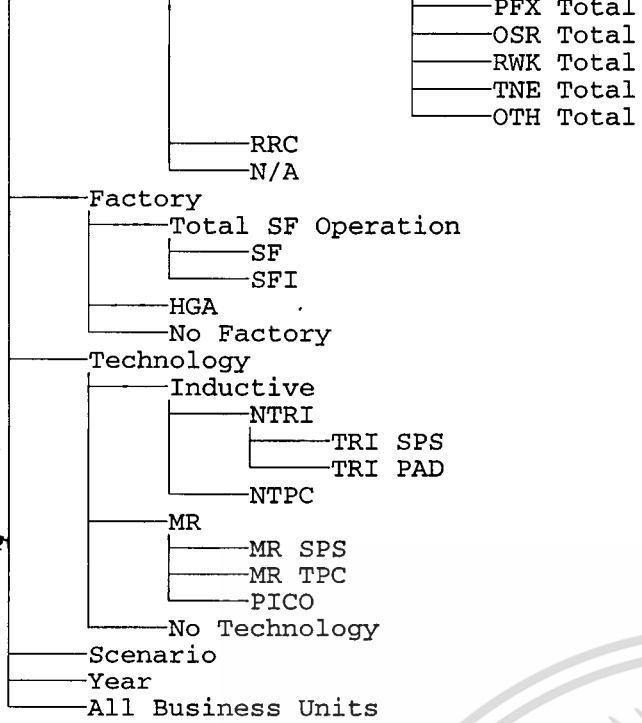 PFX Total
OSR Total
RWK Total
TNE Total
OTH Total
RRC
N/A
Factory
Total SF Operation
SF
SFI
HGA
No Factory
Technology
Inductive
NTRI
TRI SPS
TRI PAD
NTPC
MR
MR SPS
MR TPC
PICO
No Technology
Scenario
Year
All Business Units